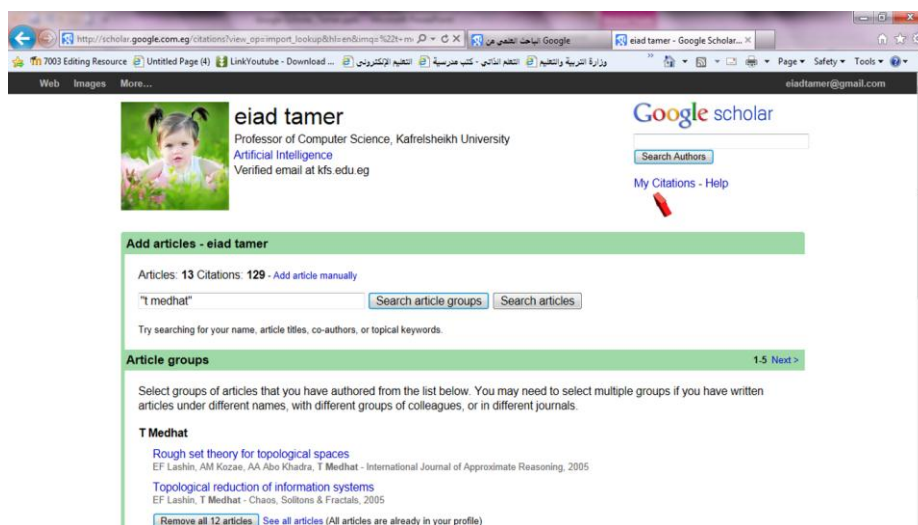 http://scholar.google.com.eg/citations?view_op=import_lookup&hl=en&imq=%22t+m
Google الباحث العلمي من
eiad tamer - Google Scholar...
7003 Editing Resource
Untitled Page (4)
LinkYoutube - Download ...
التعليم الإلكتروني
التعلم الذاتي - كتب مدرسية
وزارة التربية والتعليم
Page
Safety
Tools
Web Images More...
eiadtamer@gmail.com
eiad tamer
Professor of Computer Science, Kafrelsheikh University
Artificial Intelligence
Verified email at kfs.edu.eg
Google scholar
Search Authors
My Citations - Help
Add articles - eiad tamer
Articles: 13 Citations: 129 - Add article manually
"t medhat" Search article groups Search articles
Try searching for your name, article titles, co-authors, or topical keywords.
Article groups 1-5 Next >
Select groups of articles that you have authored from the list below. You may need to select multiple groups if you have written
articles under different names, with different groups of colleagues, or in different journals.
T Medhat
Rough set theory for topological spaces
EF Lashin, AM Kozae, AA Abo Khadra, T Medhat - International Journal of Approximate Reasoning, 2005
Topological reduction of information systems
EF Lashin, T Medhat - Chaos, Solitons & Fractals, 2005
Remove all 12 articles See all articles (All articles are already in your profile)